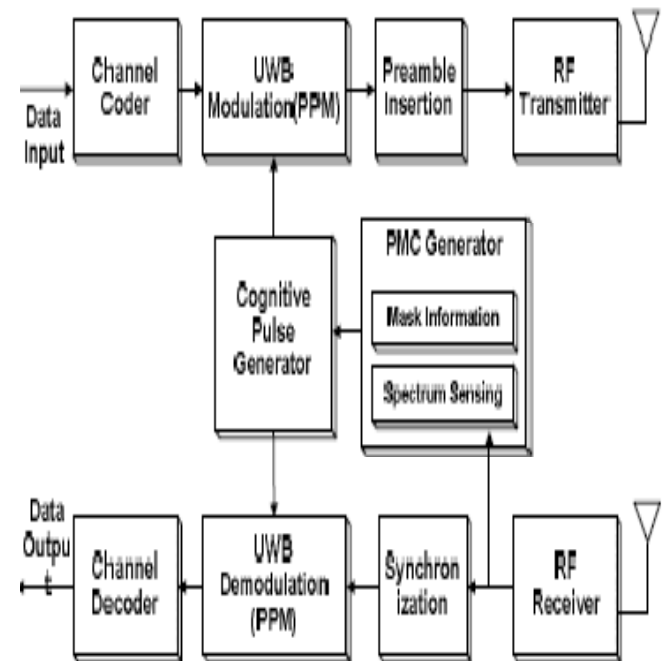 Channel
Coder
UWB
Modulation(PPM)
Preamble
Insertion
RF
Transmitter
Data
Input
PMC Generator
Mask Information
Spectrum Sensing
Cognitive
Pulse
Generator
Data
Outpu
t
Channel
Decoder
UWB
Demodulation
(PPM)
Synchron
ization
RF
Receiver